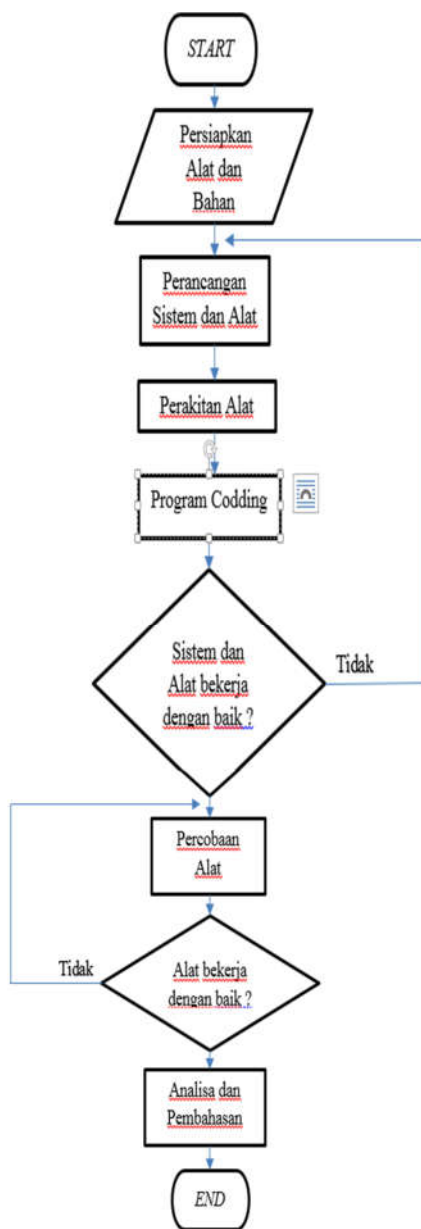 START
Persiapkan
Alat dan
Bahan
Perancangan
Sistem dan Alat
Perakitan Alat
Program Codding
Sistem dan
Alat bekerja
dengan baik ?
Tidak
Percobaan
Alat
Tidak
Alat bekerja
dengan baik ?
Analisa dan
Pembahasan
END